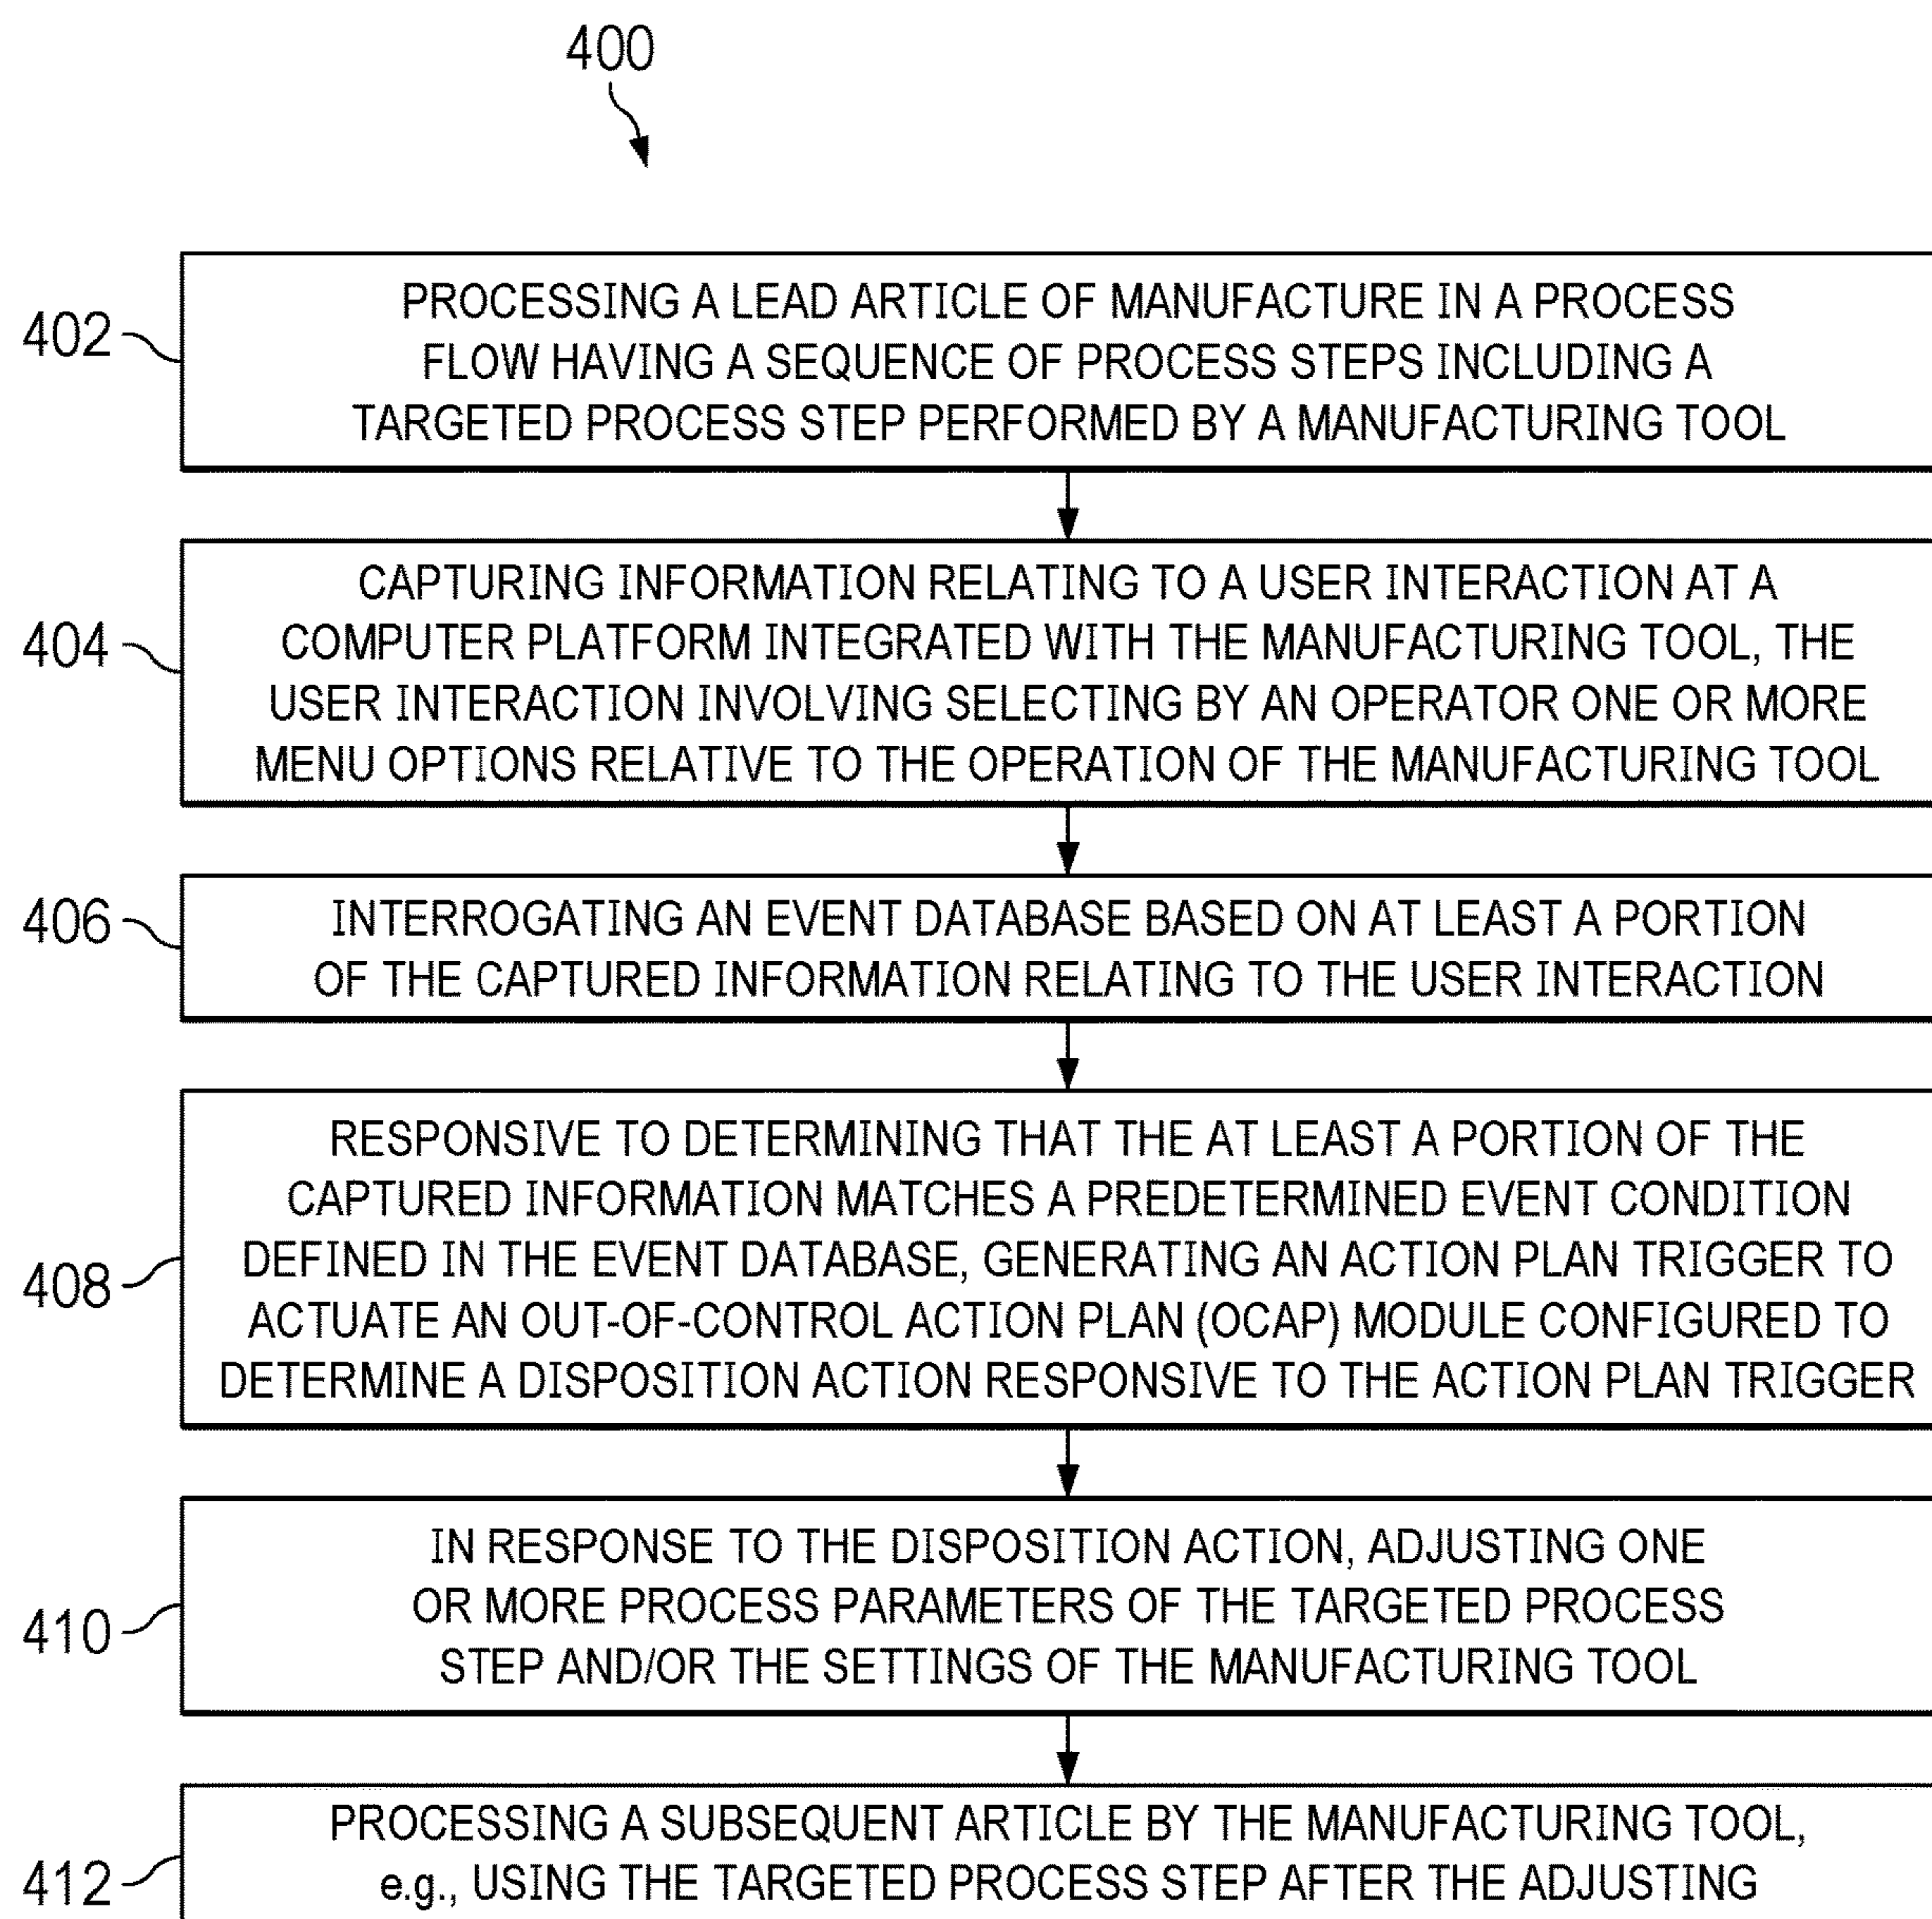 400
402
PROCESSING A LEAD ARTICLE OF MANUFACTURE IN A PROCESS
FLOW HAVING A SEQUENCE OF PROCESS STEPS INCLUDING A
TARGETED PROCESS STEP PERFORMED BY A MANUFACTURING TOOL
404
CAPTURING INFORMATION RELATING TO A USER INTERACTION AT A
COMPUTER PLATFORM INTEGRATED WITH THE MANUFACTURING TOOL, THE
USER INTERACTION INVOLVING SELECTING BY AN OPERATOR ONE OR MORE
MENU OPTIONS RELATIVE TO THE OPERATION OF THE MANUFACTURING TOOL
406
INTERROGATING AN EVENT DATABASE BASED ON AT LEAST A PORTION
OF THE CAPTURED INFORMATION RELATING TO THE USER INTERACTION
408
RESPONSIVE TO DETERMINING THAT THE AT LEAST A PORTION OF THE
CAPTURED INFORMATION MATCHES A PREDETERMINED EVENT CONDITION
DEFINED IN THE EVENT DATABASE, GENERATING AN ACTION PLAN TRIGGER TO
ACTUATE AN OUT-OF-CONTROL ACTION PLAN (OCAP) MODULE CONFIGURED TO
DETERMINE A DISPOSITION ACTION RESPONSIVE TO THE ACTION PLAN TRIGGER
410
IN RESPONSE TO THE DISPOSITION ACTION, ADJUSTING ONE
OR MORE PROCESS PARAMETERS OF THE TARGETED PROCESS
STEP AND/OR THE SETTINGS OF THE MANUFACTURING TOOL
412
PROCESSING A SUBSEQUENT ARTICLE BY THE MANUFACTURING TOOL,
e.g., USING THE TARGETED PROCESS STEP AFTER THE ADJUSTING